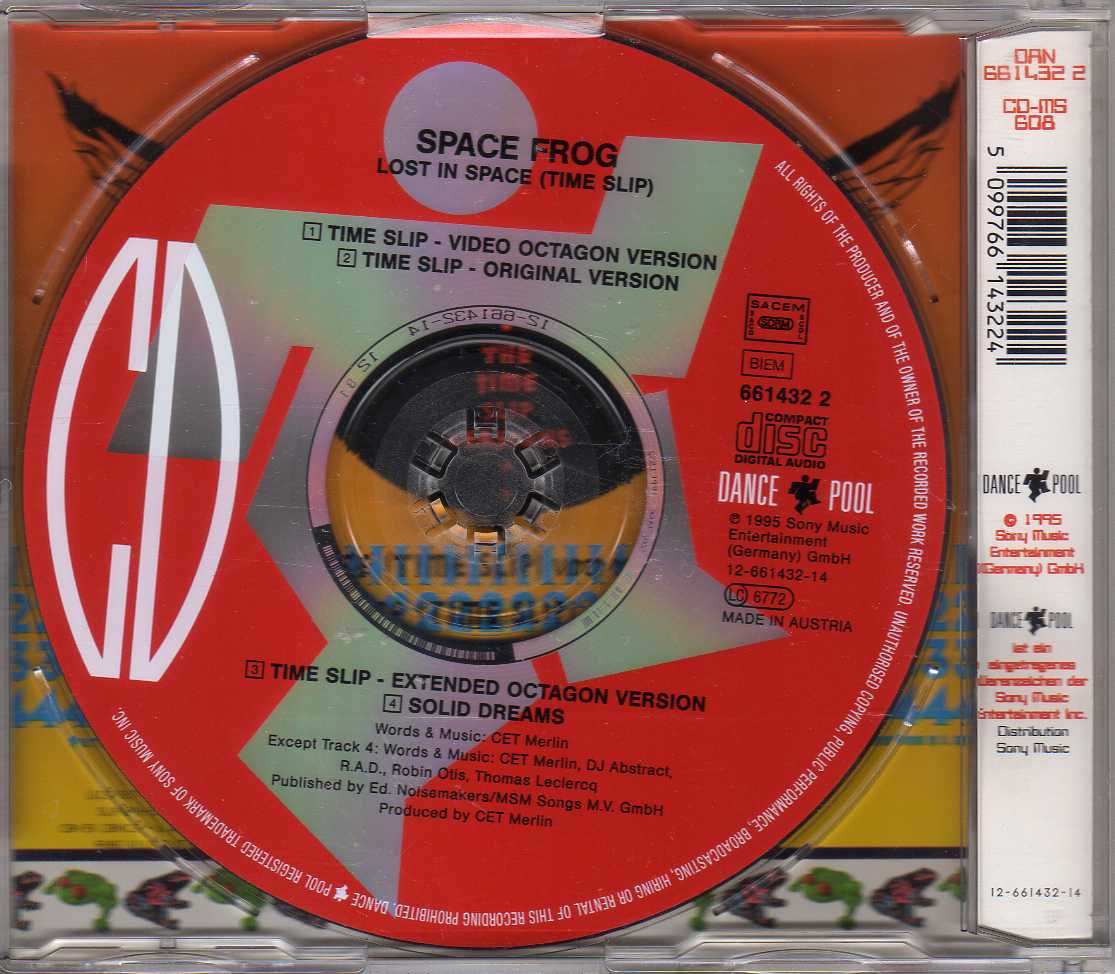 SPACE FROG
LOST IN SPACE (TIME SLIP)
1 TIME SLIP - VIDEO OCTAGON VERSION
2 TIME SLIP - ORIGINAL VERSION
SACEM
SDRM
BIEM
661432 2
COMPACT
disc
DIGITAL AUDIO
DANCE POOL
℗ 1995 Sony Music
Entertainment
(Germany) GmbH
12-661432-14
LC 6772
MADE IN AUSTRIA
CD
12-661432-14
THE
TIME
SLIP
3 TIME SLIP - EXTENDED OCTAGON VERSION
4 SOLID DREAMS
Words & Music: CET Merlin
Except Track 4: Words & Music: CET Merlin, DJ Abstract,
R.A.D., Robin Otis, Thomas Leclercq
Published by Ed. Noisemakers/MSM Songs M.V. GmbH
Produced by CET Merlin
ALL RIGHTS OF THE PRODUCER AND OF THE OWNER OF THE RECORDED WORK RESERVED. UNAUTHORISED COPYING, PUBLIC PERFORMANCE, BROADCASTING, HIRING OR RENTAL OF THIS RECORDING PROHIBITED. DANCE POOL REGISTERED TRADEMARK OF SONY MUSIC INC.
DAN
661432 2
CD-MS
608
5 099766 143224
DANCE POOL
© 1995
Sony Music
Entertainment
(Germany) GmbH
DANCE POOL
ist ein
eingetragenes
Warenzeichen der
Sony Music
Entertainment Inc.
Distribution
Sony Music
12-661432-14